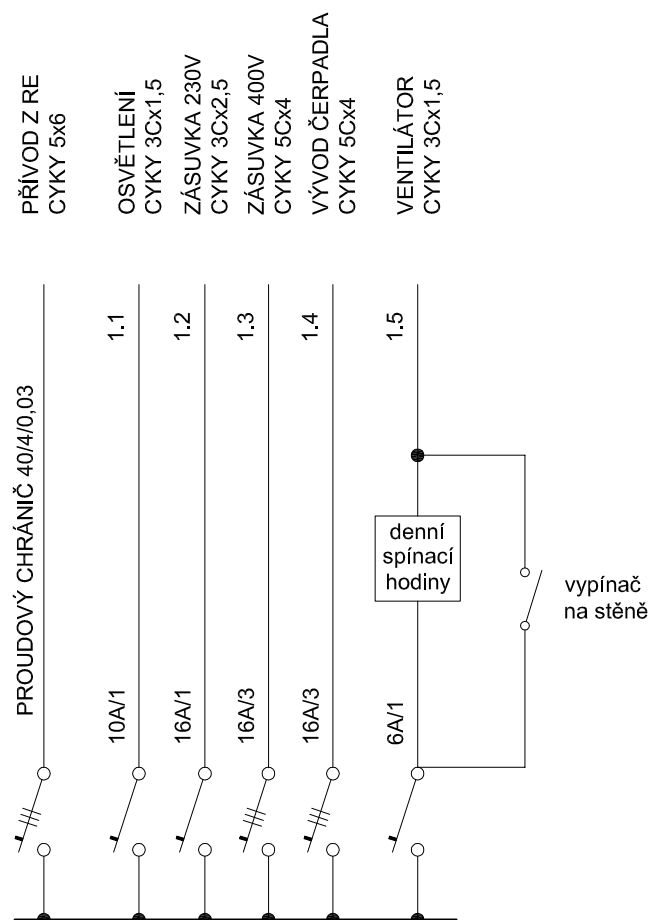 PŘÍVOD Z RE
CYKY 5x6
OSVĚTLENÍ
CYKY 3Cx1,5
ZÁSUVKA 230V
CYKY 3Cx2,5
ZÁSUVKA 400V
CYKY 5Cx4
VÝVOD ČERPADLA
CYKY 5Cx4
VENTILÁTOR
CYKY 3Cx1,5
1.1
1.2
1.3
1.4
1.5
PROUDOVÝ CHRÁNIČ 40/4/0,03
denní
spínací
hodiny
vypínač
na stěně
10A/1
16A/1
16A/3
16A/3
6A/1